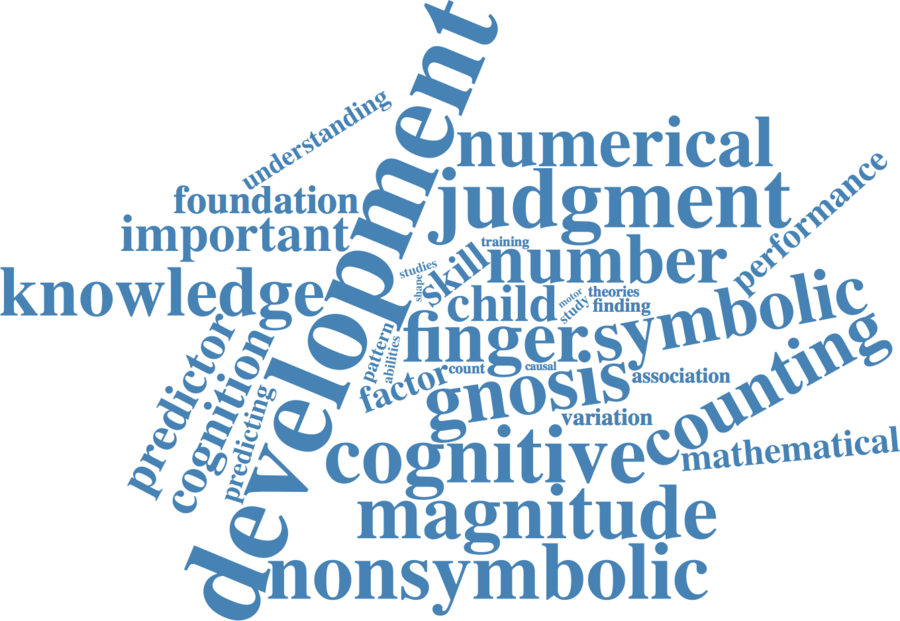 development
understanding
numerical
foundation
judgment
important
performance
training
skill
number
studies
shape
knowledge
child
motor
theories
study
finding
symbolic
finger
pattern
abilities
predictor
cognition
predicting
factor
count
causal
gnosis
association
counting
variation
cognitive
mathematical
magnitude
nonsymbolic